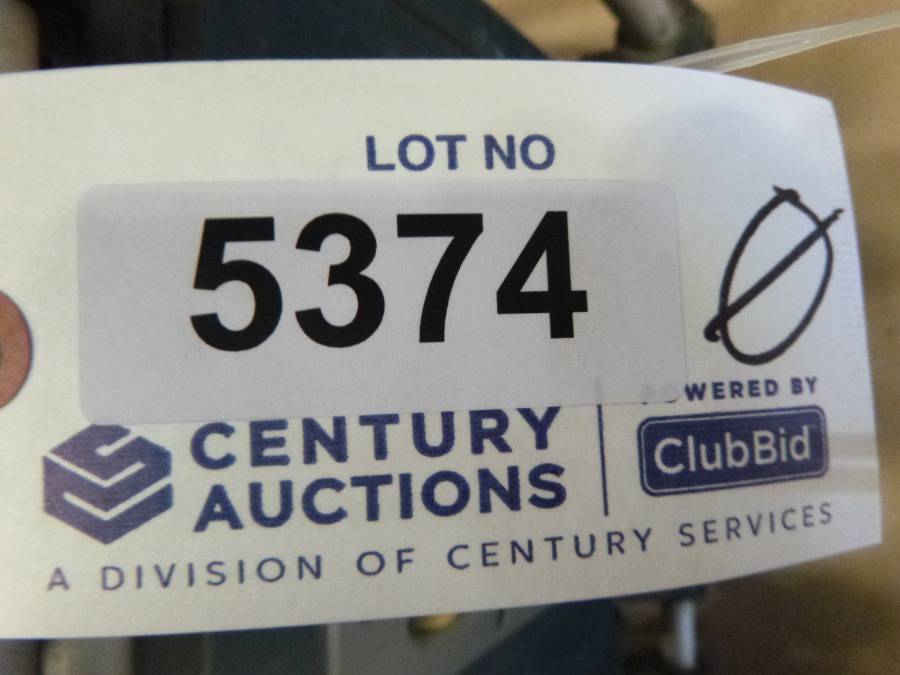 LOT NO
5374
Ø
CENTURY
AUCTIONS
POWERED BY
ClubBid
A DIVISION OF CENTURY SERVICES